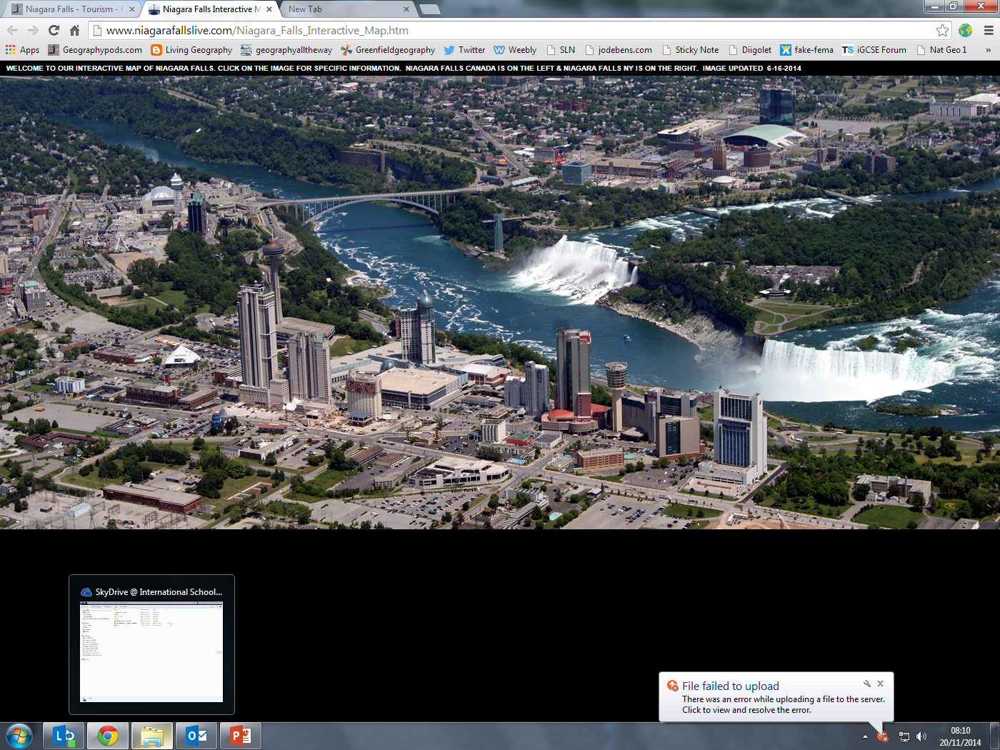 Niagara Falls - Tourism -
Niagara Falls Interactive M
New Tab
www.niagarafallslive.com/Niagara_Falls_Interactive_Map.htm
Apps
Geographypods.com
Living Geography
geographyalltheway
Greenfieldgeography
Twitter
Weebly
SLN
jodebens.com
Sticky Note
Diigolet
fake-fema
TS iGCSE Forum
Nat Geo 1
»
WELCOME TO OUR INTERACTIVE MAP OF NIAGARA FALLS. CLICK ON THE IMAGE FOR SPECIFIC INFORMATION. NIAGARA FALLS CANADA IS ON THE LEFT & NIAGARA FALLS NY IS ON THE RIGHT. IMAGE UPDATED 6-16-2014
SkyDrive @ International School...
File failed to upload
There was an error while uploading a file to the server.
Click to view and resolve the error.
08:10
20/11/2014